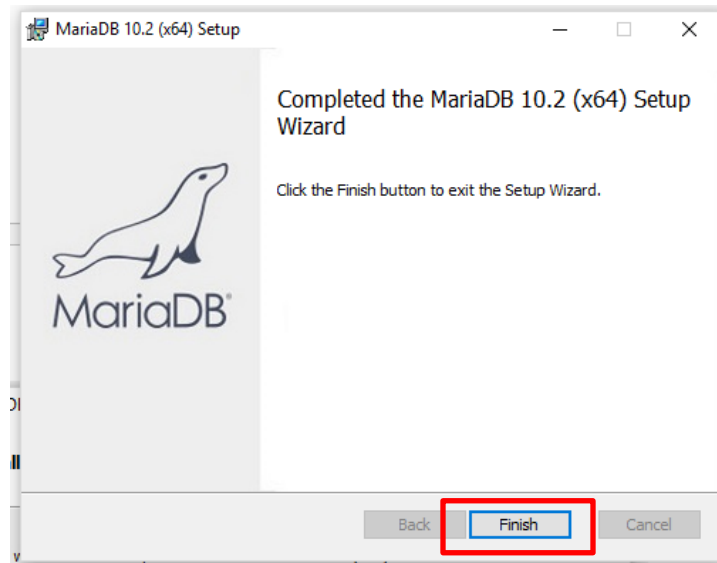 MariaDB 10.2 (x64) Setup
Completed the MariaDB 10.2 (x64) Setup
Wizard
Click the Finish button to exit the Setup Wizard.
MariaDB
Back
Finish
Cancel